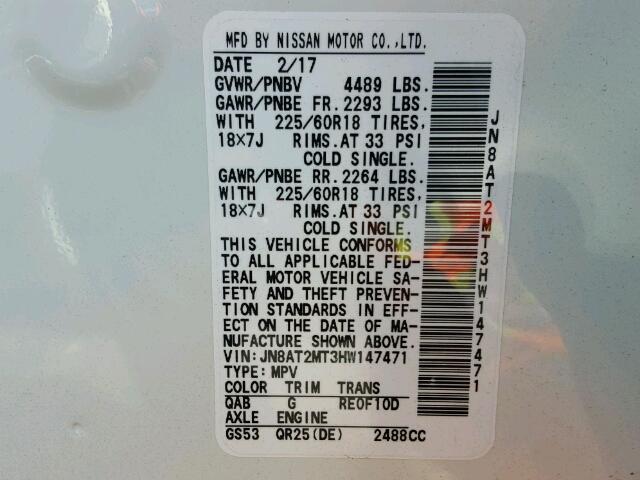 MFD BY NISSAN MOTOR CO.,LTD.
DATE 2/17
GVWR/PNBV 4489 LBS.
GAWR/PNBE FR. 2293 LBS.
WITH 225/60R18 TIRES,
18×7J RIMS.AT 33 PSI
COLD SINGLE.
GAWR/PNBE RR. 2264 LBS.
WITH 225/60R18 TIRES,
18×7J RIMS.AT 33 PSI
COLD SINGLE.
THIS VEHICLE CONFORMS
TO ALL APPLICABLE FED-
ERAL MOTOR VEHICLE SA-
FETY AND THEFT PREVEN-
TION STANDARDS IN EFF-
ECT ON THE DATE OF MA-
NUFACTURE SHOWN ABOVE.
VIN:JN8AT2MT3HW147471
TYPE: MPV
COLOR TRIM TRANS
QAB G RE0F10D
AXLE ENGINE
GS53 QR25(DE) 2488CC
JN8AT2MT3HW147471